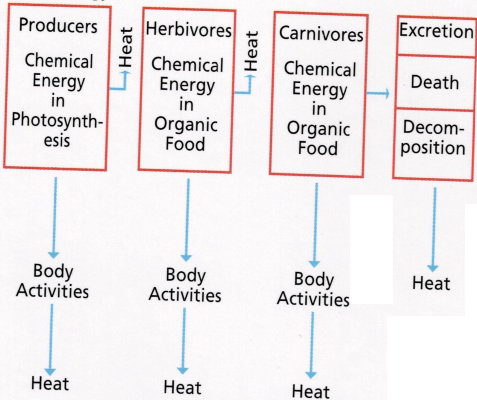 Producers
Chemical
Energy
in
Photosynth-
esis
Heat
Herbivores
Chemical
Energy
in
Organic
Food
Heat
Carnivores
Chemical
Energy
in
Organic
Food
Excretion
Death
Decom-
position
Body
Activities
Heat
Body
Activities
Heat
Body
Activities
Heat
Heat